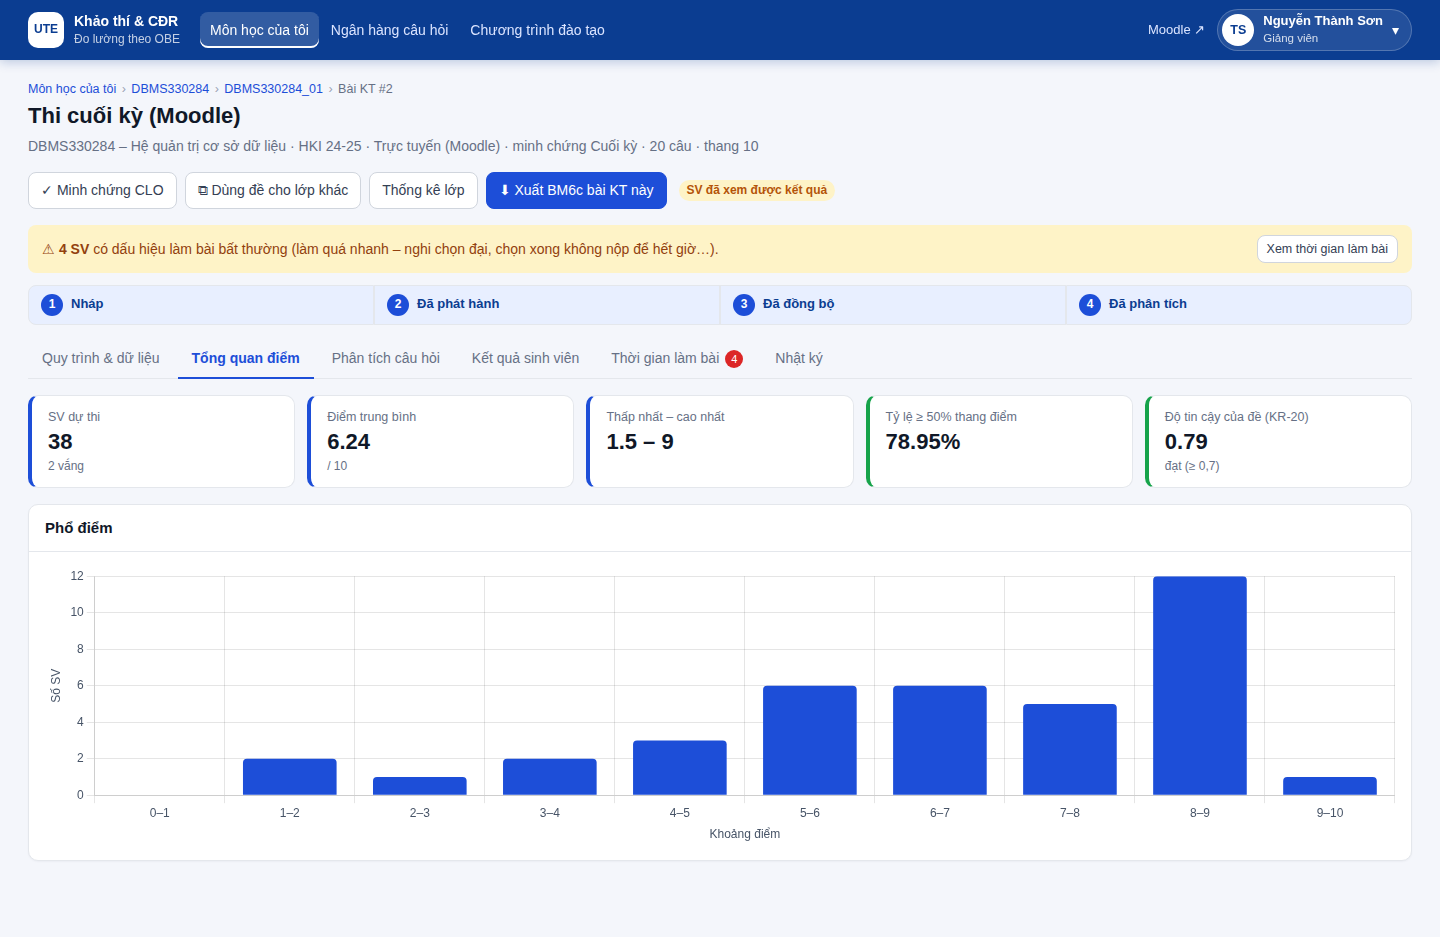 UTE
Khảo thí & CĐR
Đo lường theo OBE
Môn học của tôi
Ngân hàng câu hỏi
Chương trình đào tạo
Moodle ↗
TS
Nguyễn Thành Sơn
Giảng viên
▾
Môn học của tôi › DBMS330284 › DBMS330284_01 › Bài KT #2
Thi cuối kỳ (Moodle)
DBMS330284 – Hệ quản trị cơ sở dữ liệu · HKI 24-25 · Trực tuyến (Moodle) · minh chứng Cuối kỳ · 20 câu · thang 10
✓ Minh chứng CLO
⧉ Dùng đề cho lớp khác
Thống kê lớp
⬇ Xuất BM6c bài KT này
SV đã xem được kết quả
⚠ 4 SV có dấu hiệu làm bài bất thường (làm quá nhanh – nghi chọn đại, chọn xong không nộp để hết giờ…).
Xem thời gian làm bài
1 Nháp
2 Đã phát hành
3 Đã đồng bộ
4 Đã phân tích
Quy trình & dữ liệu
Tổng quan điểm
Phân tích câu hỏi
Kết quả sinh viên
Thời gian làm bài 4
Nhật ký
SV dự thi
38
2 vắng
Điểm trung bình
6.24
/ 10
Thấp nhất – cao nhất
1.5 – 9
Tỷ lệ ≥ 50% thang điểm
78.95%
Độ tin cậy của đề (KR-20)
0.79
đạt (≥ 0,7)
Phổ điểm
12
10
8
6
4
2
0
Số SV
0–1
1–2
2–3
3–4
4–5
5–6
6–7
7–8
8–9
9–10
Khoảng điểm